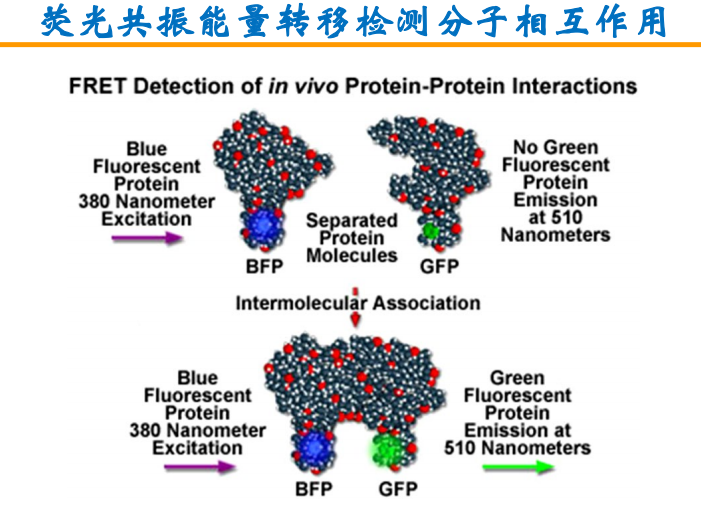 荧光共振能量转移检测分子相互作用
FRET Detection of in vivo Protein-Protein Interactions
Blue
Fluorescent
Protein
380 Nanometer
Excitation
Separated
Protein
Molecules
No Green
Fluorescent
Protein
Emission
at 510
Nanometers
BFP
GFP
Intermolecular Association
Blue
Fluorescent
Protein
380 Nanometer
Excitation
Green
Fluorescent
Protein
Emission at
510 Nanometers
BFP
GFP